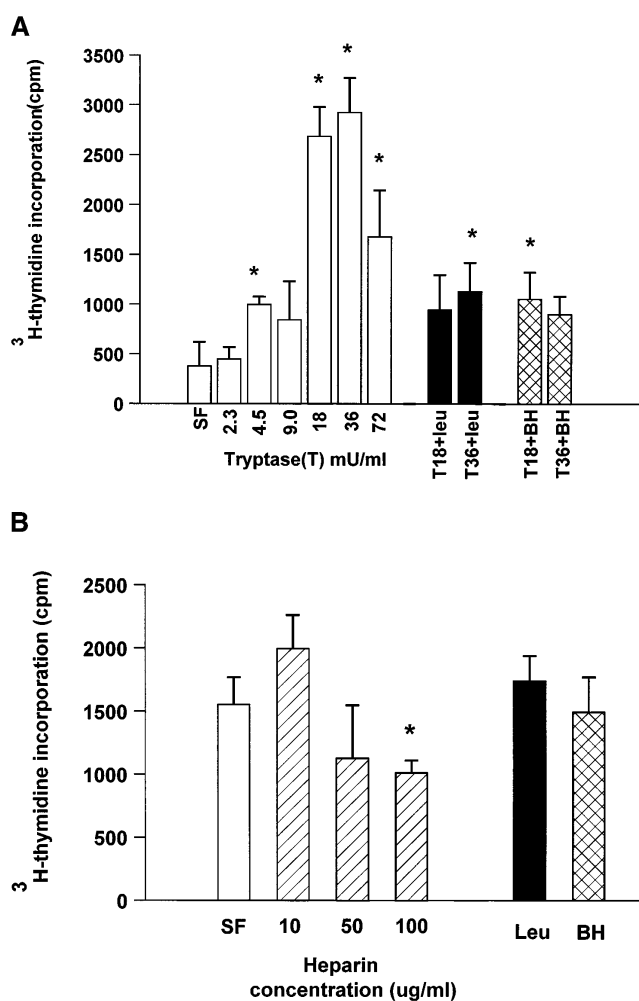 A
3H-thymidine incorporation(cpm)
3500
3000
2500
2000
1500
1000
500
0
* * * * * *
SF 2.3 4.5 9.0 18 36 72 T18+leu T36+leu T18+BH T36+BH
Tryptase(T) mU/ml
B
3H-thymidine incorporation (cpm)
2500
2000
1500
1000
500
0
*
SF 10 50 100 Leu BH
Heparin
concentration (ug/ml)